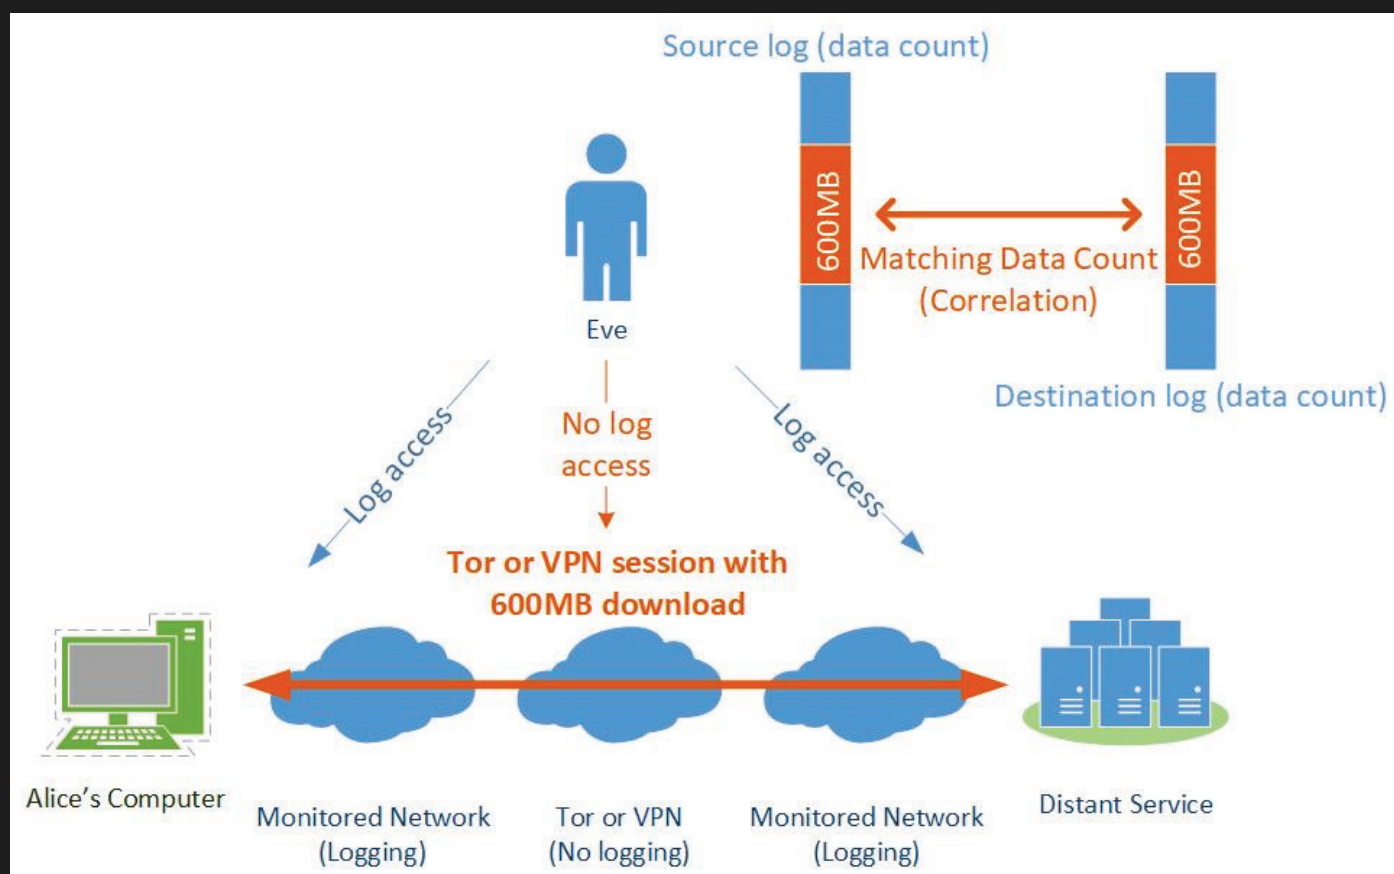 Source log (data count)
600MB
600MB
Matching Data Count
(Correlation)
Destination log (data count)
Eve
Log access
No log
access
Log access
Tor or VPN session with
600MB download
Alice's Computer
Monitored Network
(Logging)
Tor or VPN
(No logging)
Monitored Network
(Logging)
Distant Service